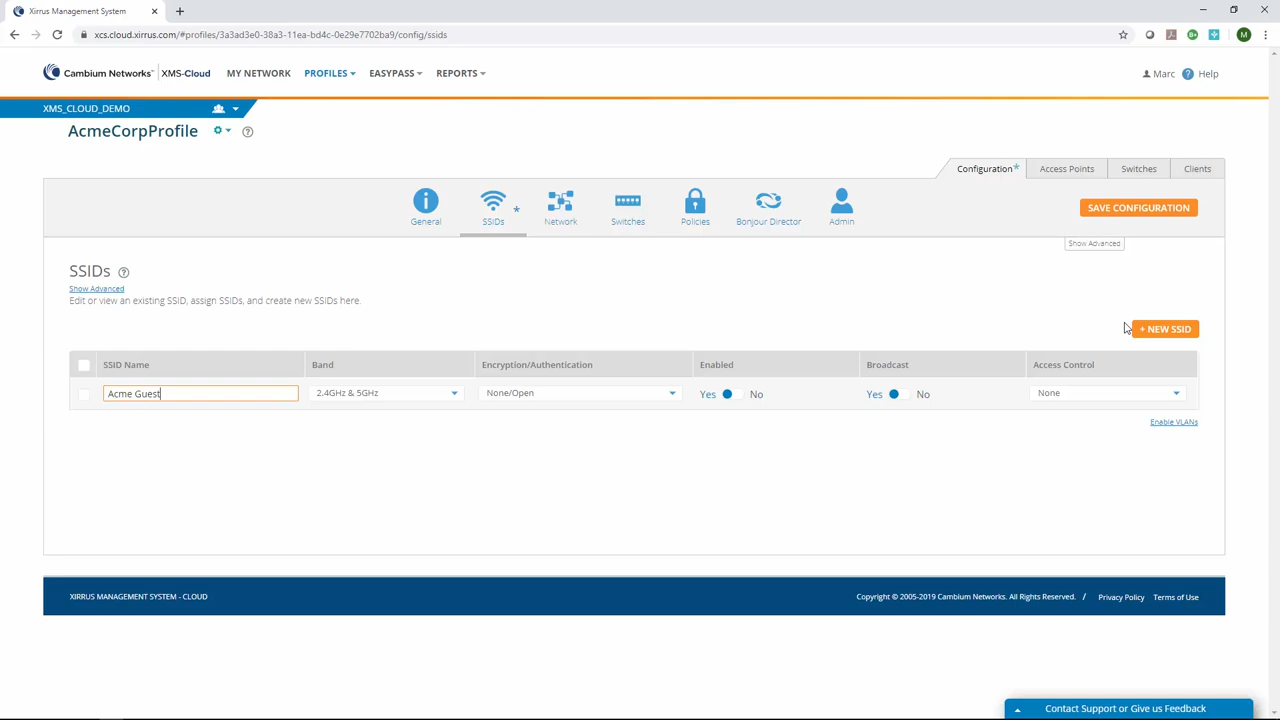 Xirrus Management System
xcs.cloud.xirrus.com/#profiles/3a3ad3e0-38a3-11ea-bd4c-0e29e7702ba9/config/ssids
M
Cambium Networks™ XMS-Cloud
MY NETWORK
PROFILES
EASYPASS
REPORTS
Marc
Help
XMS_CLOUD_DEMO
AcmeCorpProfile
Configuration*
Access Points
Switches
Clients
General
SSIDs *
Network
Switches
Policies
Bonjour Director
Admin
SAVE CONFIGURATION
Show Advanced
SSIDs
Show Advanced
Edit or view an existing SSID, assign SSIDs, and create new SSIDs here.
+ NEW SSID
SSID Name
Band
Encryption/Authentication
Enabled
Broadcast
Access Control
Acme Guest
2.4GHz & 5GHz
None/Open
Yes No
Yes No
None
Enable VLANs
XIRRUS MANAGEMENT SYSTEM - CLOUD
Copyright © 2005-2019 Cambium Networks. All Rights Reserved. / Privacy Policy Terms of Use
Contact Support or Give us Feedback